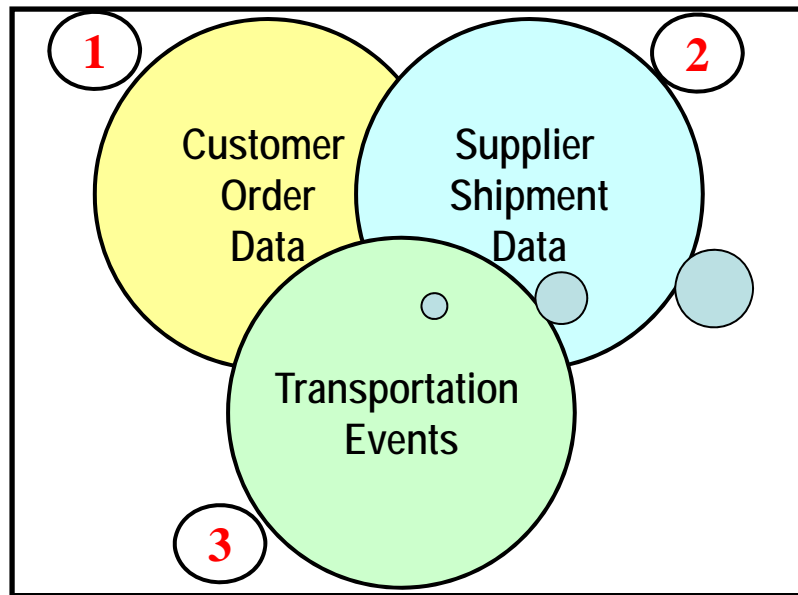 1
2
Customer
Order
Data
Supplier
Shipment
Data
Transportation
Events
3